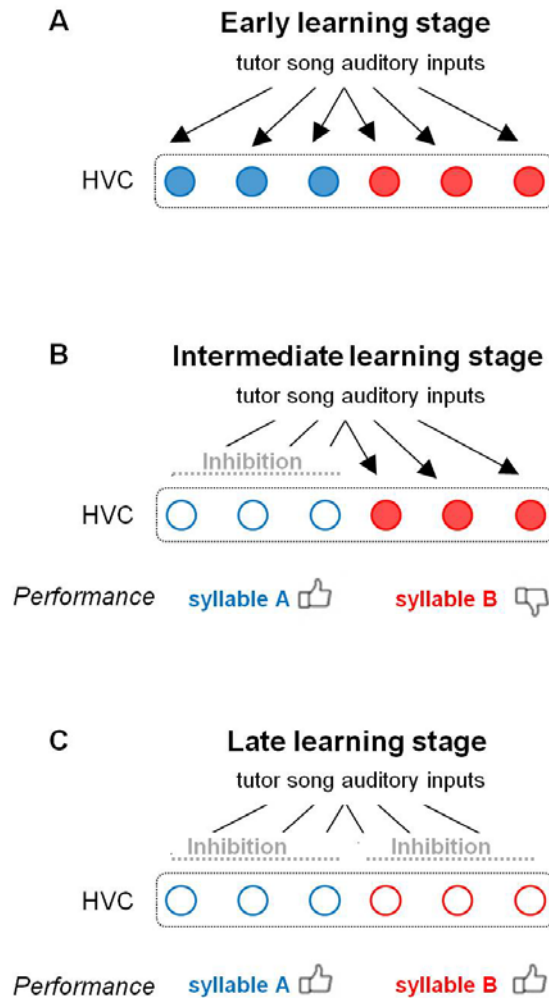 A
Early learning stage
tutor song auditory inputs
HVC
B
Intermediate learning stage
tutor song auditory inputs
Inhibition
HVC
Performance syllable A syllable B
C
Late learning stage
tutor song auditory inputs
Inhibition Inhibition
HVC
Performance syllable A syllable B